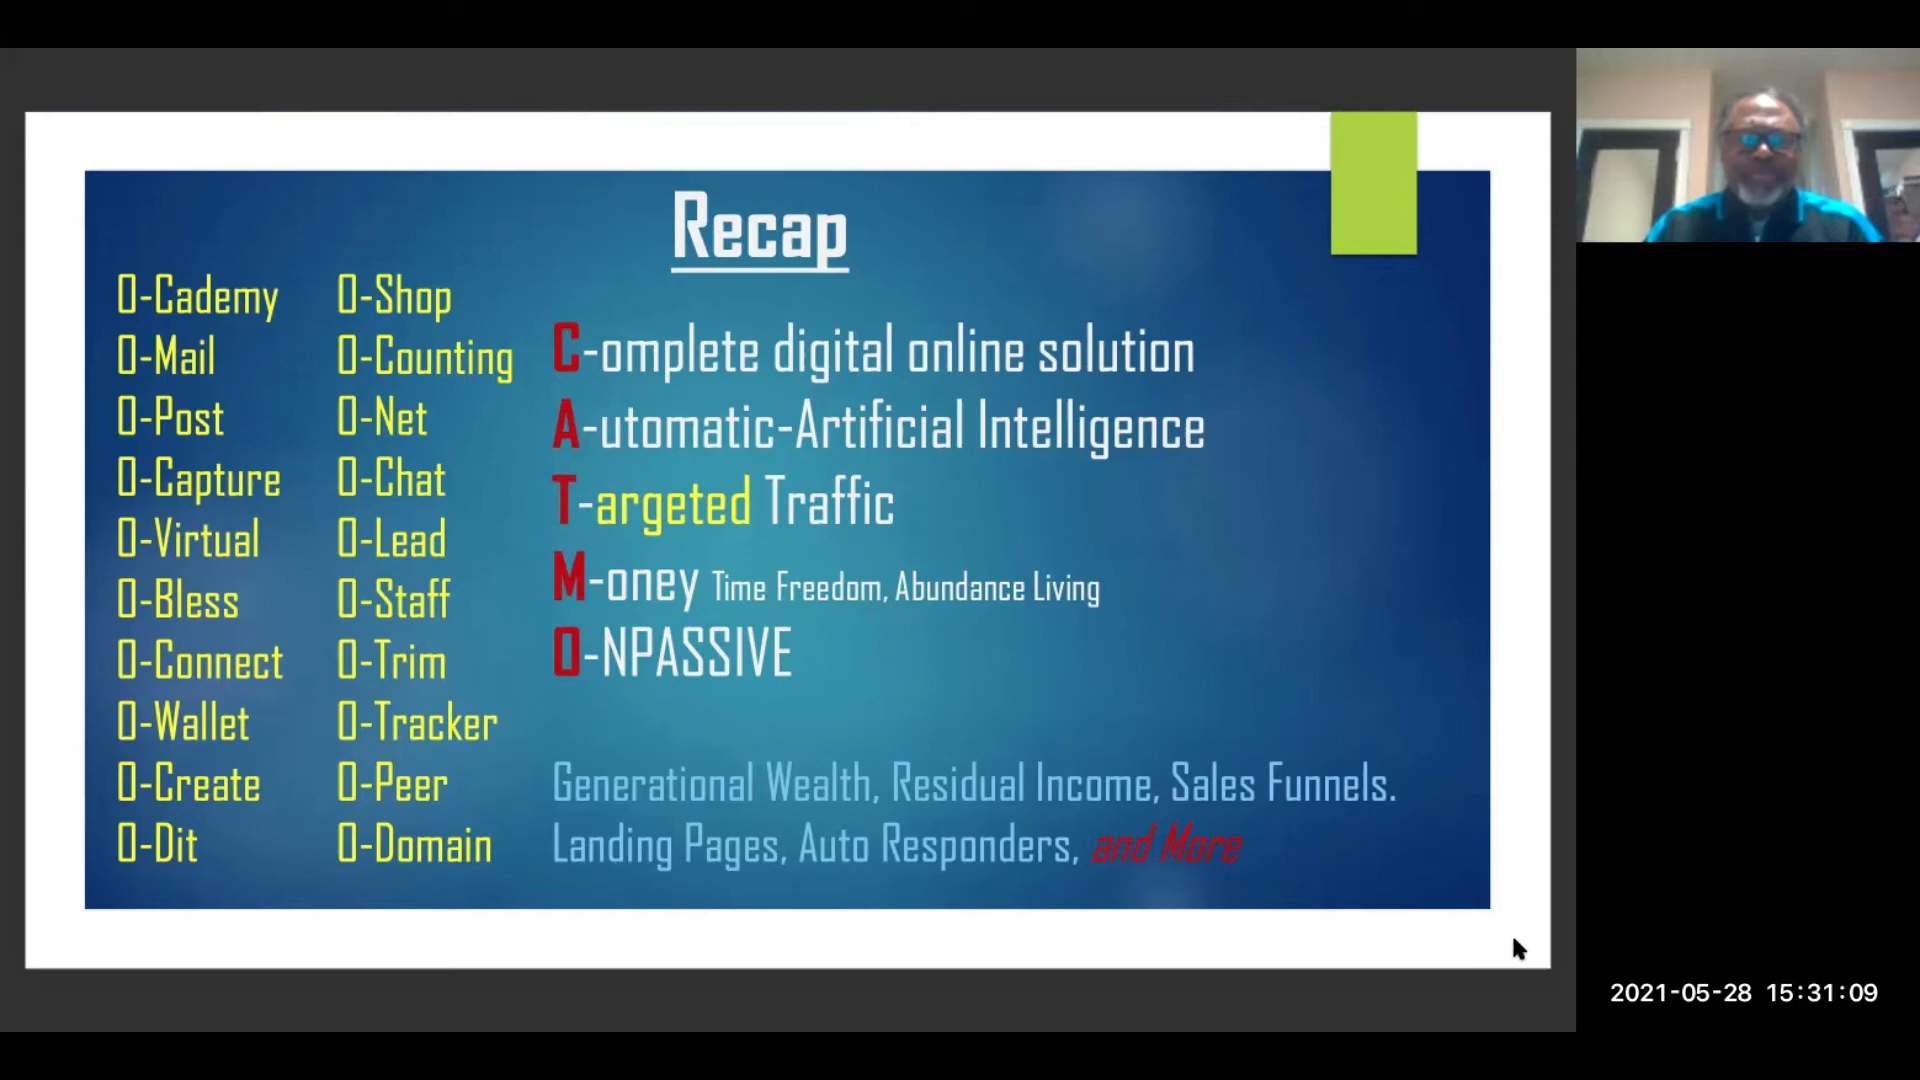 Recap
O-Cademy
O-Mail
O-Post
O-Capture
O-Virtual
O-Bless
O-Connect
O-Wallet
O-Create
O-Dit
O-Shop
O-Counting
O-Net
O-Chat
O-Lead
O-Staff
O-Trim
O-Tracker
O-Peer
O-Domain
C-omplete digital online solution
A-utomatic-Artificial Intelligence
T-argeted Traffic
M-oney Time Freedom, Abundance Living
O-NPASSIVE
Generational Wealth, Residual Income, Sales Funnels.
Landing Pages, Auto Responders, and More
2021-05-28 15:31:09